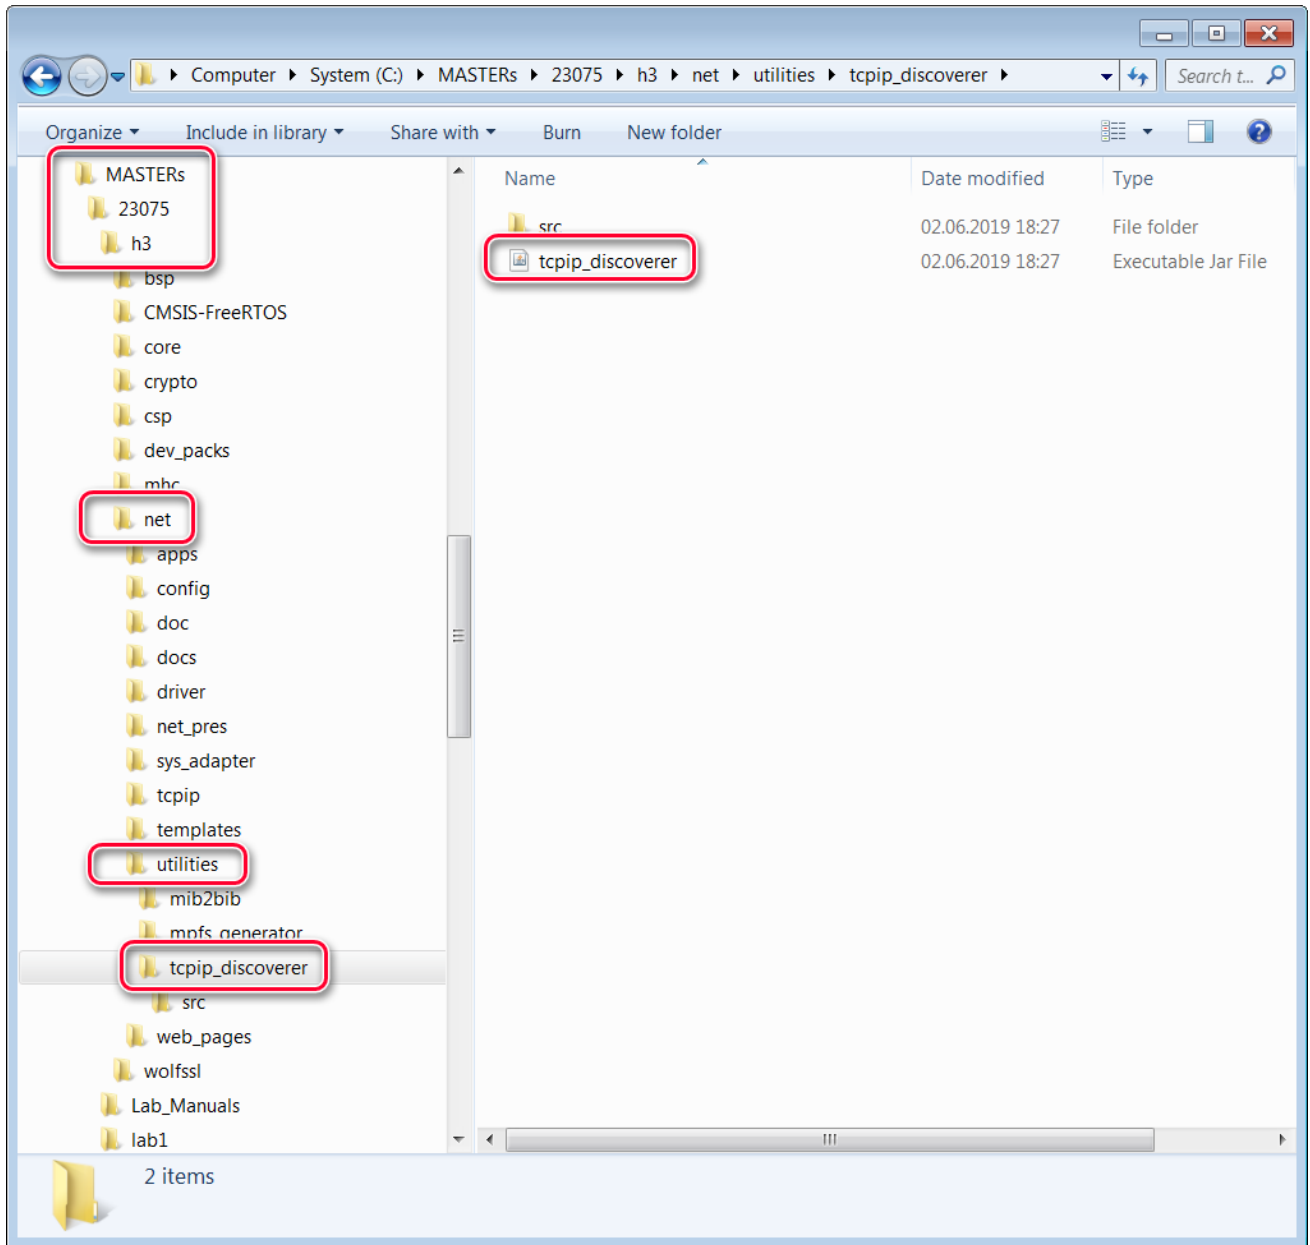 Computer System (C:) MASTERs 23075 h3 net utilities tcpip_discoverer Search t...
Organize Include in library Share with Burn New folder
MASTERs
23075
h3
bsp
CMSIS-FreeRTOS
core
crypto
csp
dev_packs
mhc
net
apps
config
doc
docs
driver
net_pres
sys_adapter
tcpip
templates
utilities
mib2bib
mpfs_generator
tcpip_discoverer
src
web_pages
wolfssl
Lab_Manuals
lab1
Name Date modified Type
src 02.06.2019 18:27 File folder
tcpip_discoverer 02.06.2019 18:27 Executable Jar File
2 items